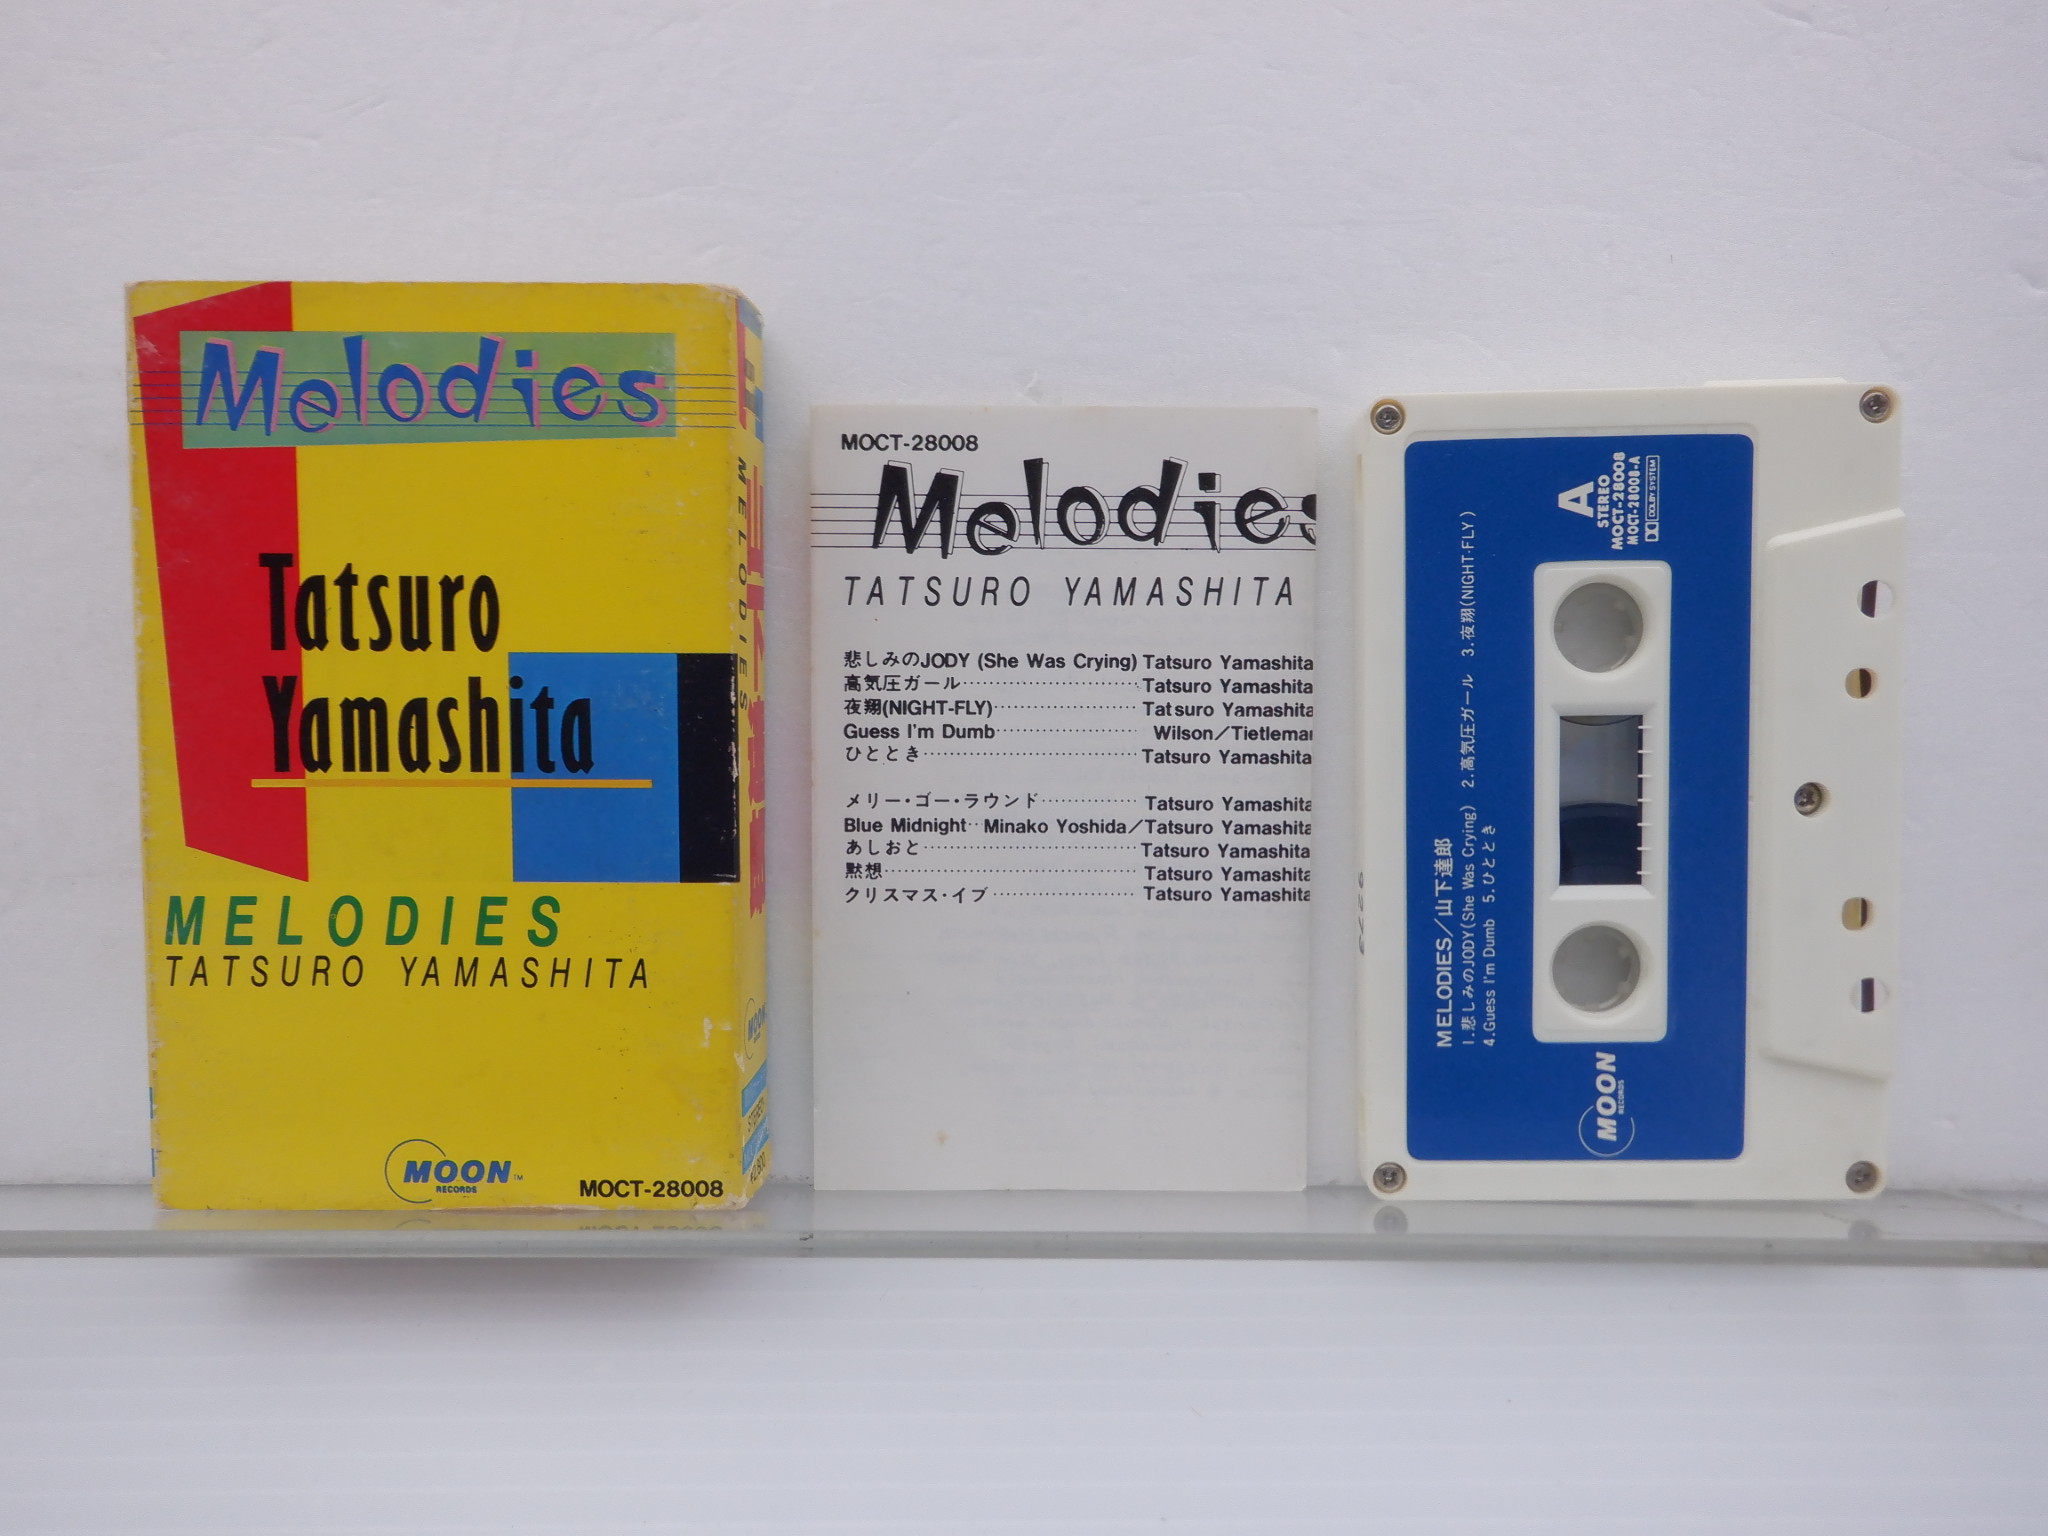 Melodies
Tatsuro
Yamashita
MELODIES
TATSURO YAMASHITA
MOON™
RECORDS
MOCT-28008
MELODIES
MOON
STEREO
MOCT-28008
Melodies
TATSURO YAMASHITA
悲しみのJODY (She Was Crying) Tatsuro Yamashita
高気圧ガール Tatsuro Yamashita
夜翔(NIGHT-FLY) Tatsuro Yamashita
Guess I'm Dumb Wilson／Tietleman
ひととき Tatsuro Yamashita
メリー・ゴー・ラウンド Tatsuro Yamashita
Blue Midnight Minako Yoshida／Tatsuro Yamashita
あしおと Tatsuro Yamashita
黙想 Tatsuro Yamashita
クリスマス・イブ Tatsuro Yamashita
A
STEREO
MOCT-28008
MOCT-28008-A
DOLBY SYSTEM
MELODIES／山下達郎
1.悲しみのJODY(She Was Crying) 2.高気圧ガール 3.夜翔(NIGHT-FLY)
4.Guess I'm Dumb 5.ひととき
MOON
RECORDS